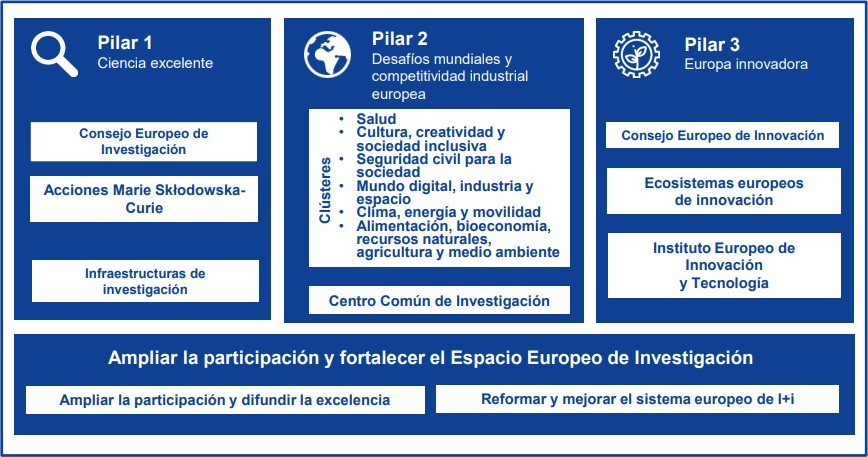 Pilar 1
Ciencia excelente
Consejo Europeo de
Investigación
Acciones Marie Skłodowska-
Curie
Infraestructuras de
investigación
Pilar 2
Desafíos mundiales y
competitividad industrial
europea
Clústeres
• Salud
• Cultura, creatividad y
sociedad inclusiva
• Seguridad civil para la
sociedad
• Mundo digital, industria y
espacio
• Clima, energía y movilidad
• Alimentación, bioeconomía,
recursos naturales,
agricultura y medio ambiente
Centro Común de Investigación
Pilar 3
Europa innovadora
Consejo Europeo de Innovación
Ecosistemas europeos
de innovación
Instituto Europeo de
Innovación
y Tecnología
Ampliar la participación y fortalecer el Espacio Europeo de Investigación
Ampliar la participación y difundir la excelencia
Reformar y mejorar el sistema europeo de I+i